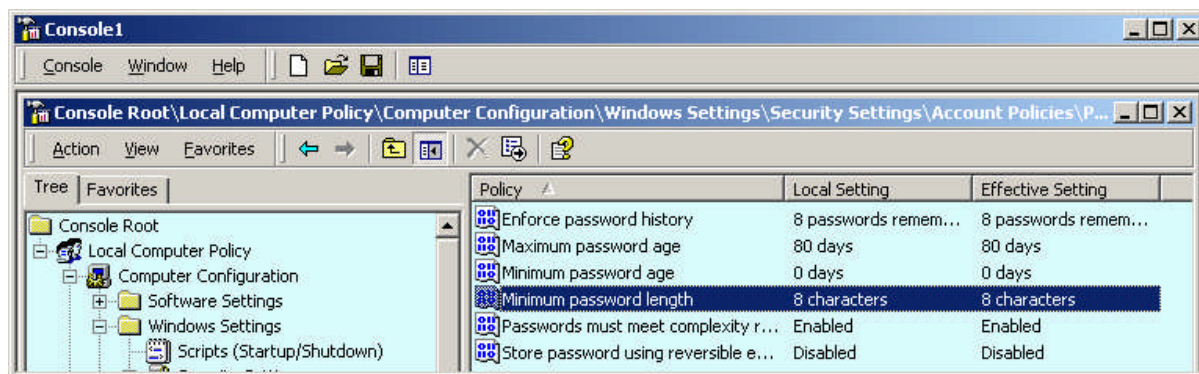 Console1
Console Window Help
Console Root\Local Computer Policy\Computer Configuration\Windows Settings\Security Settings\Account Policies\P...
Action View Favorites
Tree Favorites
Policy Local Setting Effective Setting
Console Root
Local Computer Policy
Computer Configuration
Software Settings
Windows Settings
Scripts (Startup/Shutdown)
Enforce password history 8 passwords remem... 8 passwords remem...
Maximum password age 80 days 80 days
Minimum password age 0 days 0 days
Minimum password length 8 characters 8 characters
Passwords must meet complexity r... Enabled Enabled
Store password using reversible e... Disabled Disabled